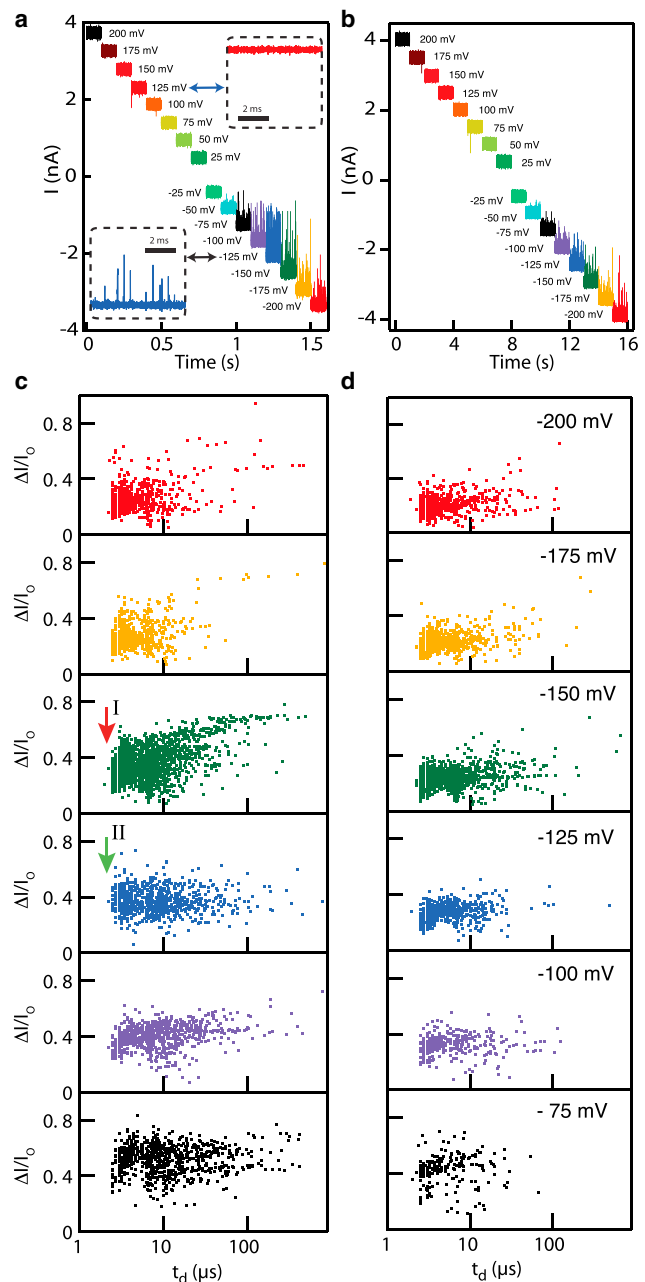 a
4
2
0
-2
-4
I (nA)
200 mV
175 mV
150 mV
125 mV
100 mV
75 mV
50 mV
25 mV
-25 mV
-50 mV
-75 mV
-100 mV
-125 mV
-150 mV
-175 mV
-200 mV
2 ms
2 ms
0
0.5
1
1.5
Time (s)
b
4
2
0
-2
-4
I (nA)
200 mV
175 mV
150 mV
125 mV
100 mV
75 mV
50 mV
25 mV
-25 mV
-50 mV
-75 mV
-100 mV
-125 mV
-150 mV
-175 mV
-200 mV
0
4
8
12
16
Time (s)
c
ΔI/Io
0.8
0.4
0
ΔI/Io
0.8
0.4
0
ΔI/Io
0.8
0.4
0
I
ΔI/Io
0.8
0.4
0
II
ΔI/Io
0.8
0.4
0
ΔI/Io
0.8
0.4
0
1
10
100
td (μs)
d
-200 mV
-175 mV
-150 mV
-125 mV
-100 mV
- 75 mV
1
10
100
td (μs)